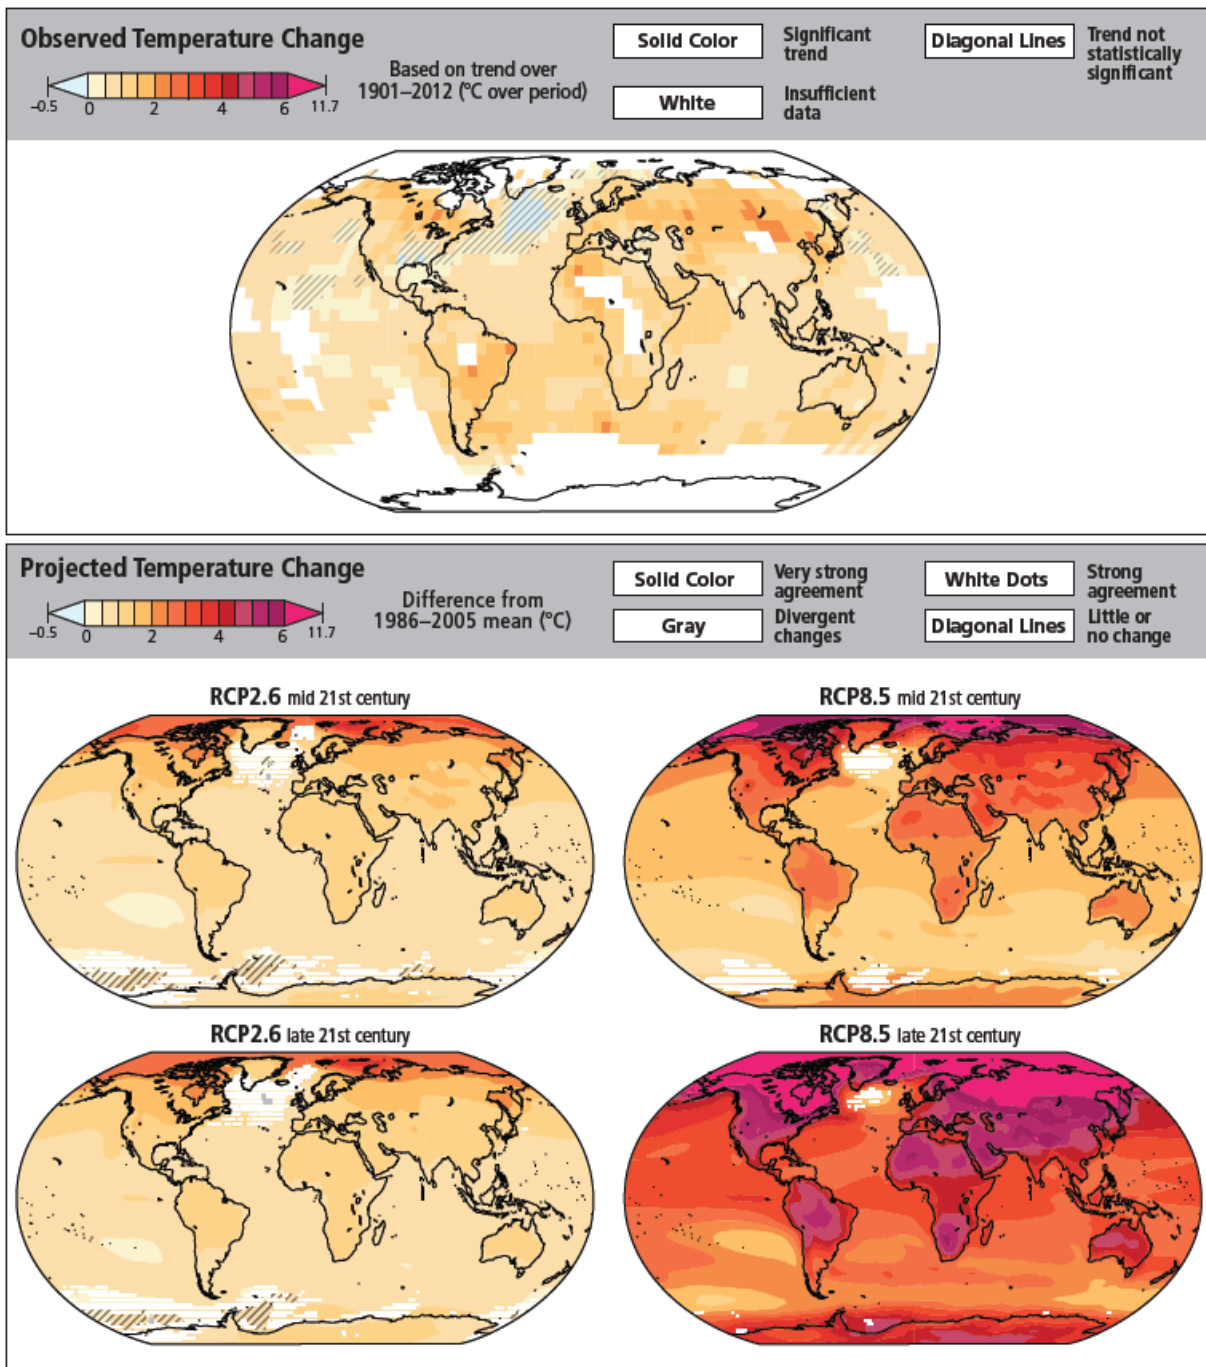 Observed Temperature Change
−0.5 0 2 4 6 11.7
Based on trend over
1901–2012 (°C over period)
Solid Color
Significant
trend
White
Insufficient
data
Diagonal Lines
Trend not
statistically
significant
Projected Temperature Change
−0.5 0 2 4 6 11.7
Difference from
1986–2005 mean (°C)
Solid Color
Very strong
agreement
Gray
Divergent
changes
White Dots
Strong
agreement
Diagonal Lines
Little or
no change
RCP2.6 mid 21st century
RCP8.5 mid 21st century
RCP2.6 late 21st century
RCP8.5 late 21st century